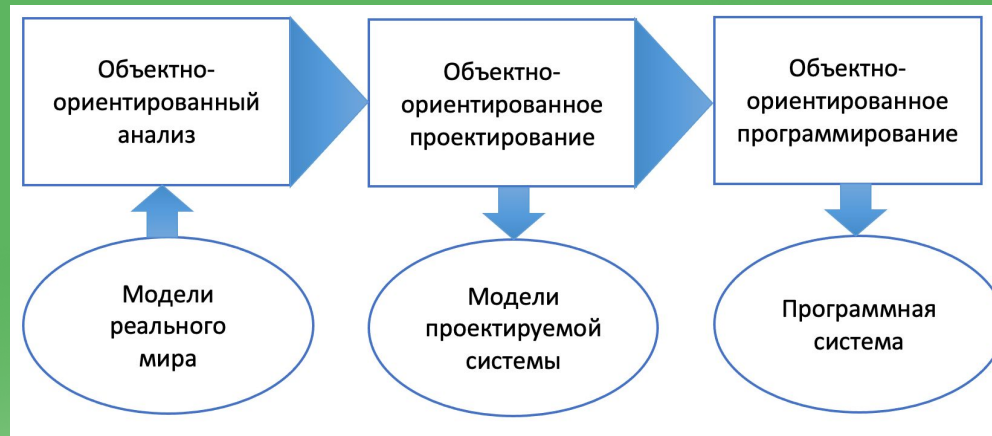 Объектно-
ориентированный
анализ
Объектно-
ориентированное
проектирование
Объектно-
ориентированное
программирование
Модели
реального
мира
Модели
проектируемой
системы
Программная
система